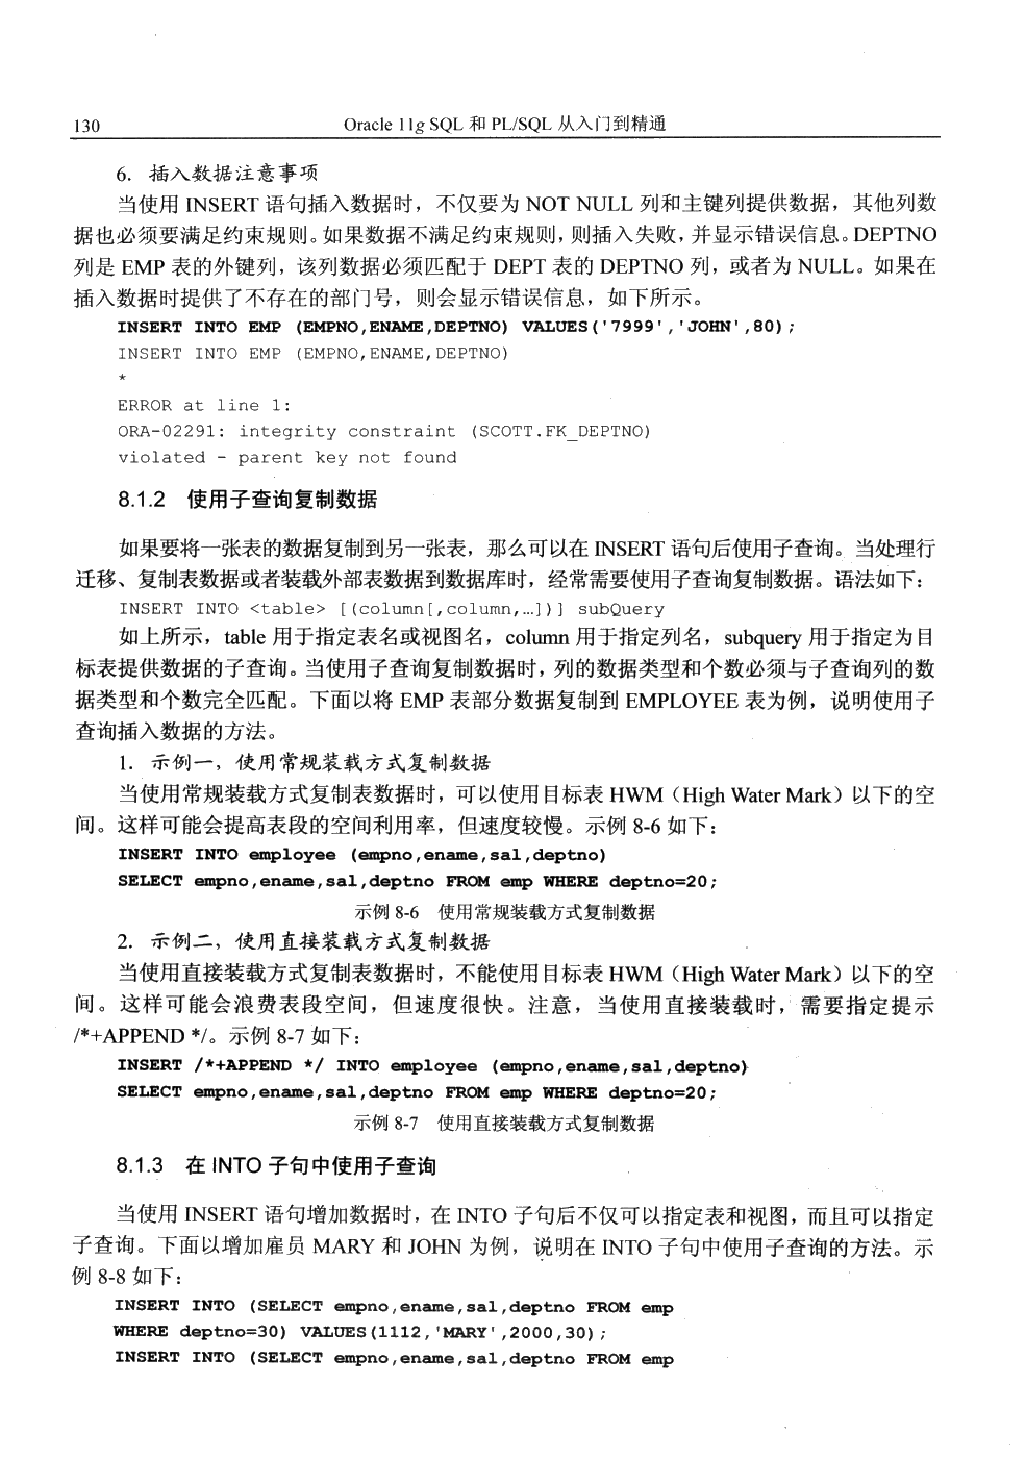 130 Oracle 11g SQL 和 PL/SQL 从入门到精通
6. 插入数据注意事项
当使用 INSERT 语句插入数据时，不仅要为 NOT NULL 列和主键列提供数据，其他列数
据也必须要满足约束规则。如果数据不满足约束规则，则插入失败，并显示错误信息。DEPTNO
列是 EMP 表的外键列，该列数据必须匹配于 DEPT 表的 DEPTNO 列，或者为 NULL。如果在
插入数据时提供了不存在的部门号，则会显示错误信息，如下所示。
INSERT INTO EMP (EMPNO,ENAME,DEPTNO) VALUES('7999','JOHN',80);
INSERT INTO EMP (EMPNO,ENAME,DEPTNO)
*
ERROR at line 1:
ORA-02291: integrity constraint (SCOTT.FK_DEPTNO)
violated - parent key not found
8.1.2 使用子查询复制数据
如果要将一张表的数据复制到另一张表，那么可以在 INSERT 语句后使用子查询。当处理行
迁移、复制表数据或者装载外部表数据到数据库时，经常需要使用子查询复制数据。语法如下：
INSERT INTO <table> [(column[,column,…])] subQuery
如上所示，table 用于指定表名或视图名，column 用于指定列名，subquery 用于指定为目
标表提供数据的子查询。当使用子查询复制数据时，列的数据类型和个数必须与子查询列的数
据类型和个数完全匹配。下面以将 EMP 表部分数据复制到 EMPLOYEE 表为例，说明使用子
查询插入数据的方法。
1. 示例一，使用常规装载方式复制数据
当使用常规装载方式复制表数据时，可以使用目标表 HWM（High Water Mark）以下的空
间。这样可能会提高表段的空间利用率，但速度较慢。示例 8-6 如下：
INSERT INTO employee (empno,ename,sal,deptno)
SELECT empno,ename,sal,deptno FROM emp WHERE deptno=20;
示例 8-6 使用常规装载方式复制数据
2. 示例二，使用直接装载方式复制数据
当使用直接装载方式复制表数据时，不能使用目标表 HWM（High Water Mark）以下的空
间。这样可能会浪费表段空间，但速度很快。注意，当使用直接装载时，需要指定提示
/*+APPEND */。示例 8-7 如下：
INSERT /*+APPEND */ INTO employee (empno,ename,sal,deptno)
SELECT empno,ename,sal,deptno FROM emp WHERE deptno=20;
示例 8-7 使用直接装载方式复制数据
8.1.3 在 INTO 子句中使用子查询
当使用 INSERT 语句增加数据时，在 INTO 子句后不仅可以指定表和视图，而且可以指定
子查询。下面以增加雇员 MARY 和 JOHN 为例，说明在 INTO 子句中使用子查询的方法。示
例 8-8 如下：
INSERT INTO (SELECT empno,ename,sal,deptno FROM emp
WHERE deptno=30) VALUES(1112,'MARY',2000,30);
INSERT INTO (SELECT empno,ename,sal,deptno FROM emp